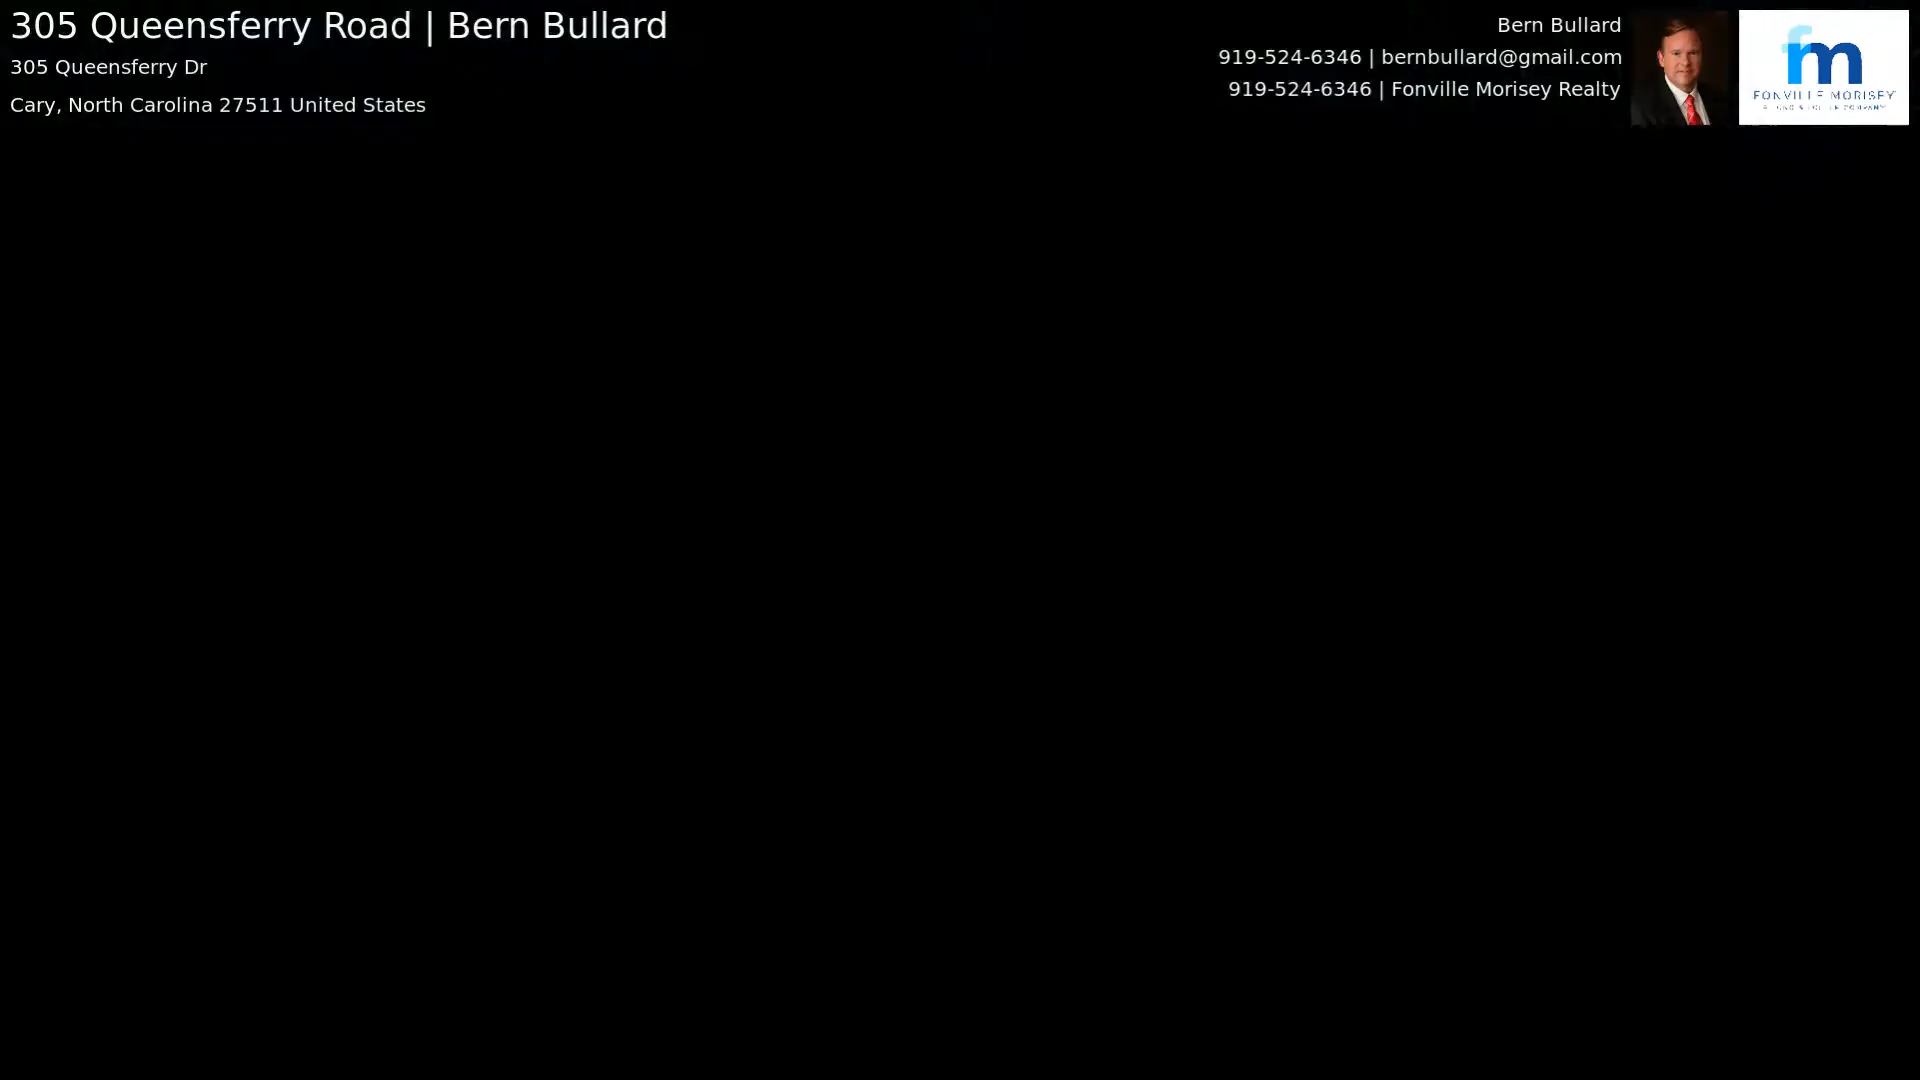 305 Queensferry Road | Bern Bullard
305 Queensferry Dr
Cary, North Carolina 27511 United States
Bern Bullard
919-524-6346 | bernbullard@gmail.com
919-524-6346 | Fonville Morisey Realty
fm
FONVILLE MORISEY